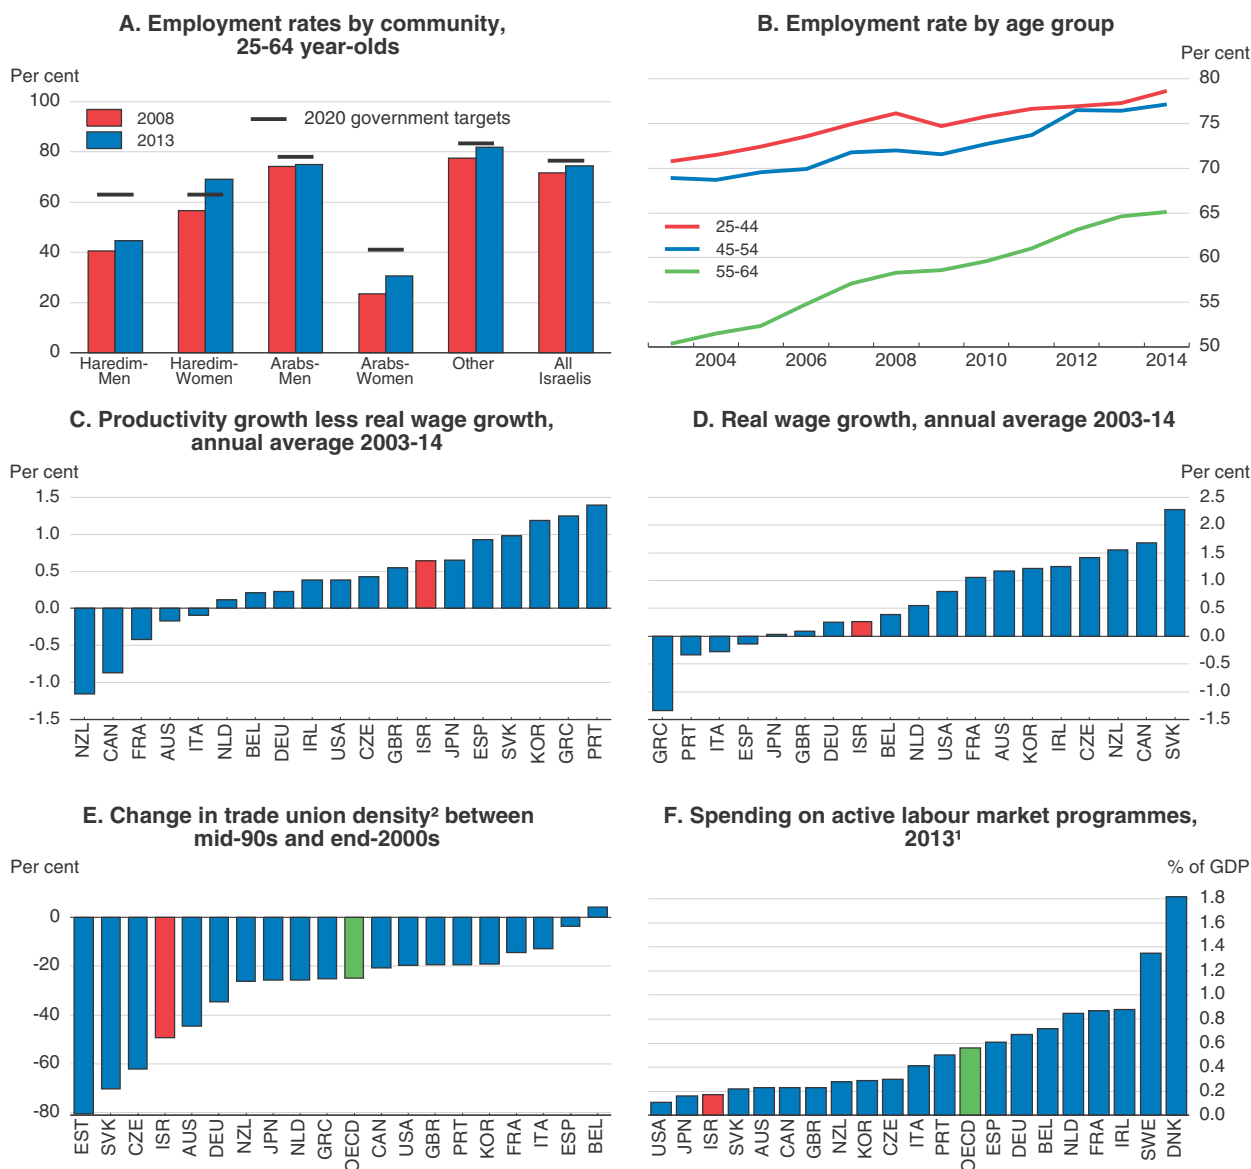 A. Employment rates by community,
25-64 year-olds
Per cent
100
80
60
40
20
0
2008
2013
2020 government targets
Haredim-
Men
Haredim-
Women
Arabs-
Men
Arabs-
Women
Other
All
Israelis
B. Employment rate by age group
Per cent
80
75
70
65
60
55
50
25-44
45-54
55-64
2004 2006 2008 2010 2012 2014
C. Productivity growth less real wage growth,
annual average 2003-14
Per cent
1.5
1.0
0.5
0.0
-0.5
-1.0
-1.5
NZL CAN FRA AUS ITA NLD BEL DEU IRL USA CZE GBR ISR JPN ESP SVK KOR GRC PRT
D. Real wage growth, annual average 2003-14
Per cent
2.5
2.0
1.5
1.0
0.5
0.0
-0.5
-1.0
-1.5
GRC PRT ITA ESP JPN GBR DEU ISR BEL NLD USA FRA AUS KOR IRL CZE NZL CAN SVK
E. Change in trade union density² between
mid-90s and end-2000s
Per cent
0
-20
-40
-60
-80
EST SVK CZE ISR AUS DEU NZL JPN NLD GRC OECD CAN USA GBR PRT KOR FRA ITA ESP BEL
F. Spending on active labour market programmes,
2013¹
% of GDP
1.8
1.6
1.4
1.2
1.0
0.8
0.6
0.4
0.2
0.0
USA JPN ISR SVK AUS CAN GBR NZL KOR CZE ITA PRT OECD ESP DEU BEL NLD FRA IRL SWE DNK